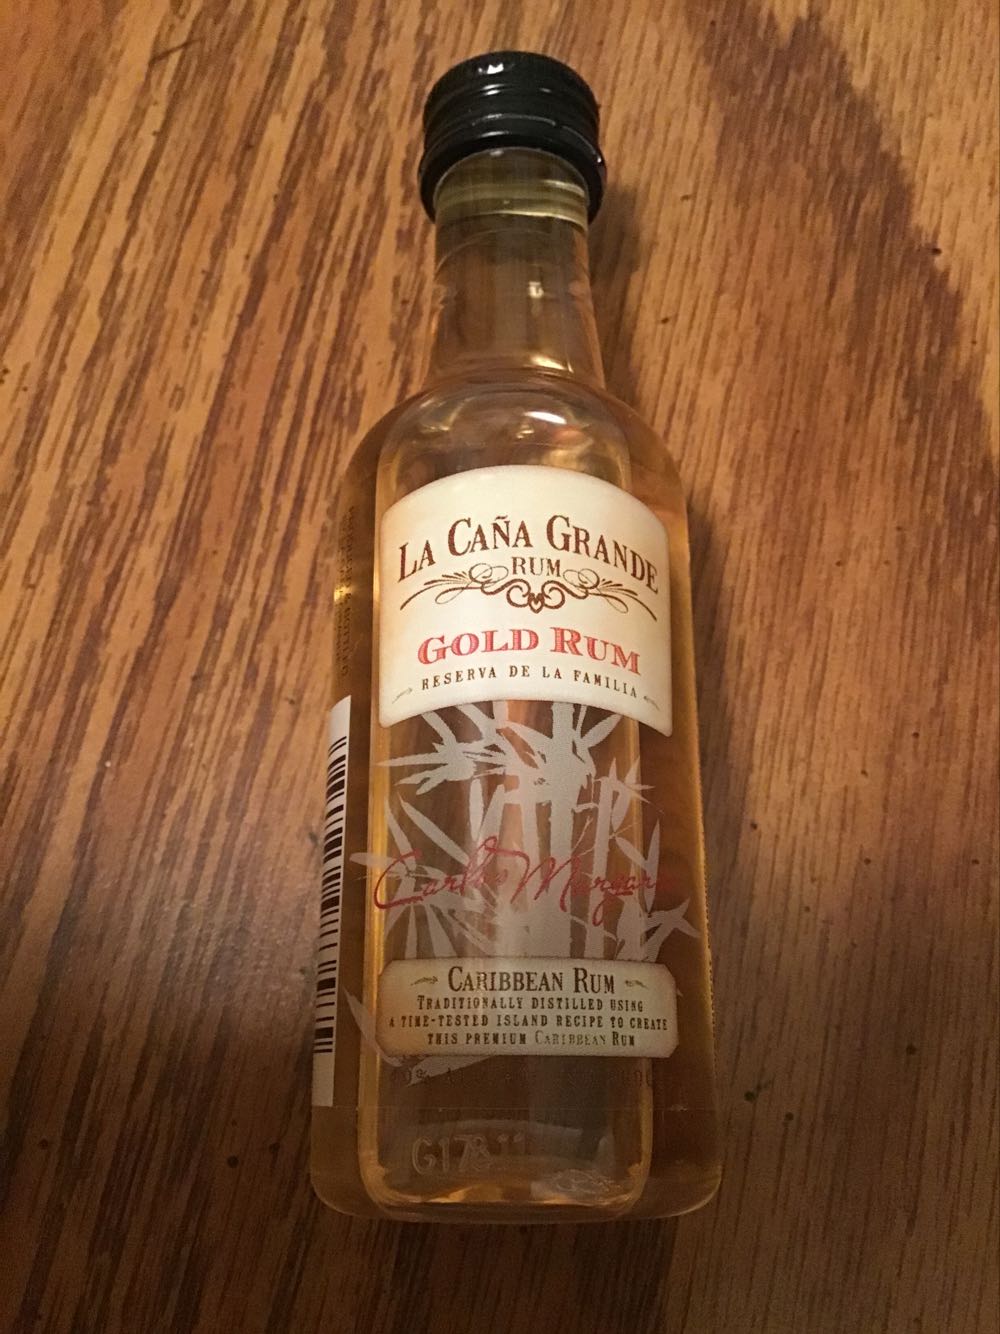 LA CAÑA GRANDE
RUM
GOLD RUM
RESERVA DE LA FAMILIA
Carlos
CARIBBEAN RUM
TRADITIONALLY DISTILLED USING
A TIME-TESTED ISLAND RECIPE TO CREATE
THIS PREMIUM CARIBBEAN RUM